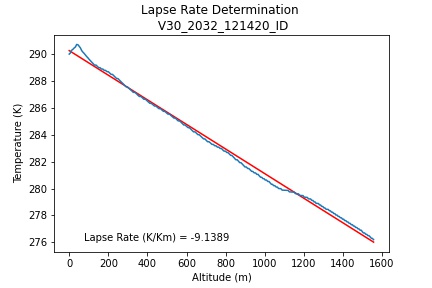 Lapse Rate Determination
V30_2032_121420_ID
290
288
286
284
282
280
278
276
Temperature (K)
Lapse Rate (K/Km) = -9.1389
0 200 400 600 800 1000 1200 1400 1600
Altitude (m)